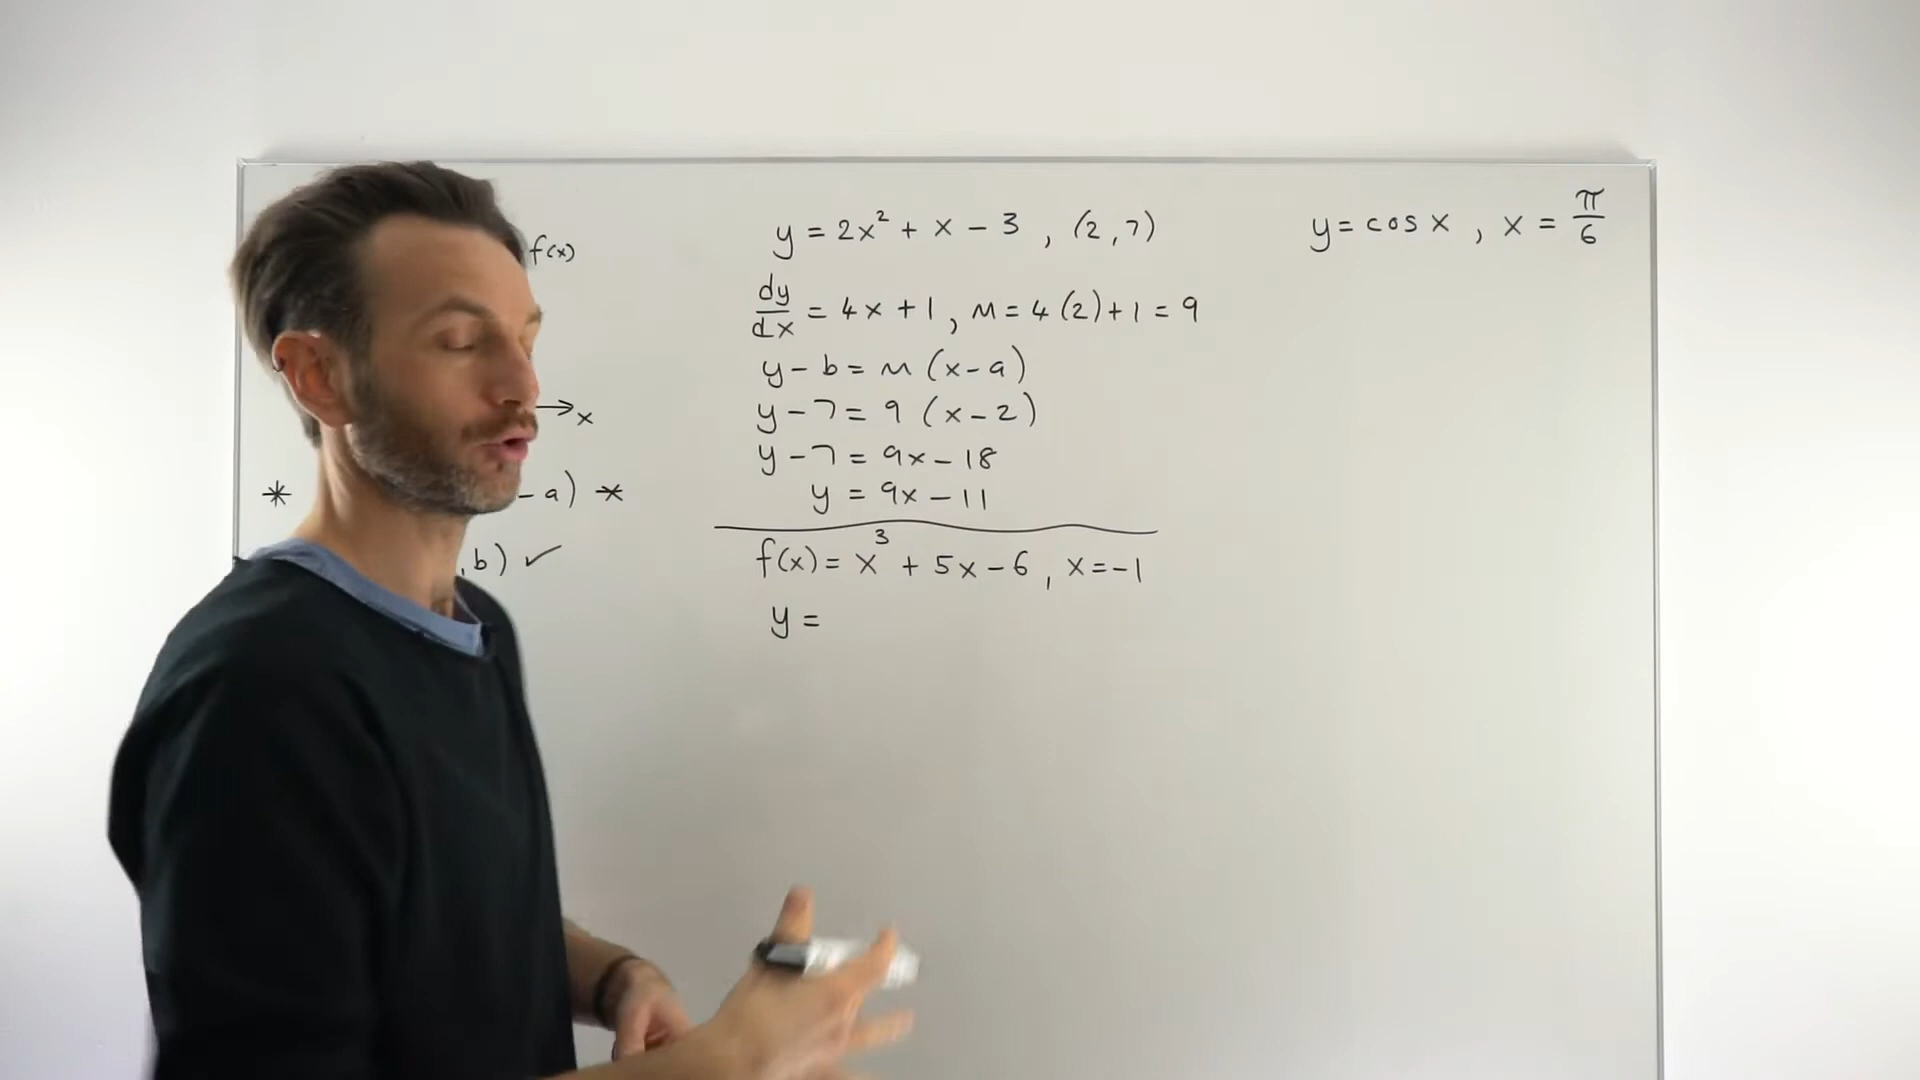 f(x)
x
* - a) *
,b) ✓
y = 2x² + x - 3 , (2,7)
dy/dx = 4x + 1 , m = 4(2) + 1 = 9
y - b = m (x - a)
y - 7 = 9 (x - 2)
y - 7 = 9x - 18
y = 9x - 11
f(x) = x³ + 5x - 6 , x = -1
y =
y = cos x , x = π/6